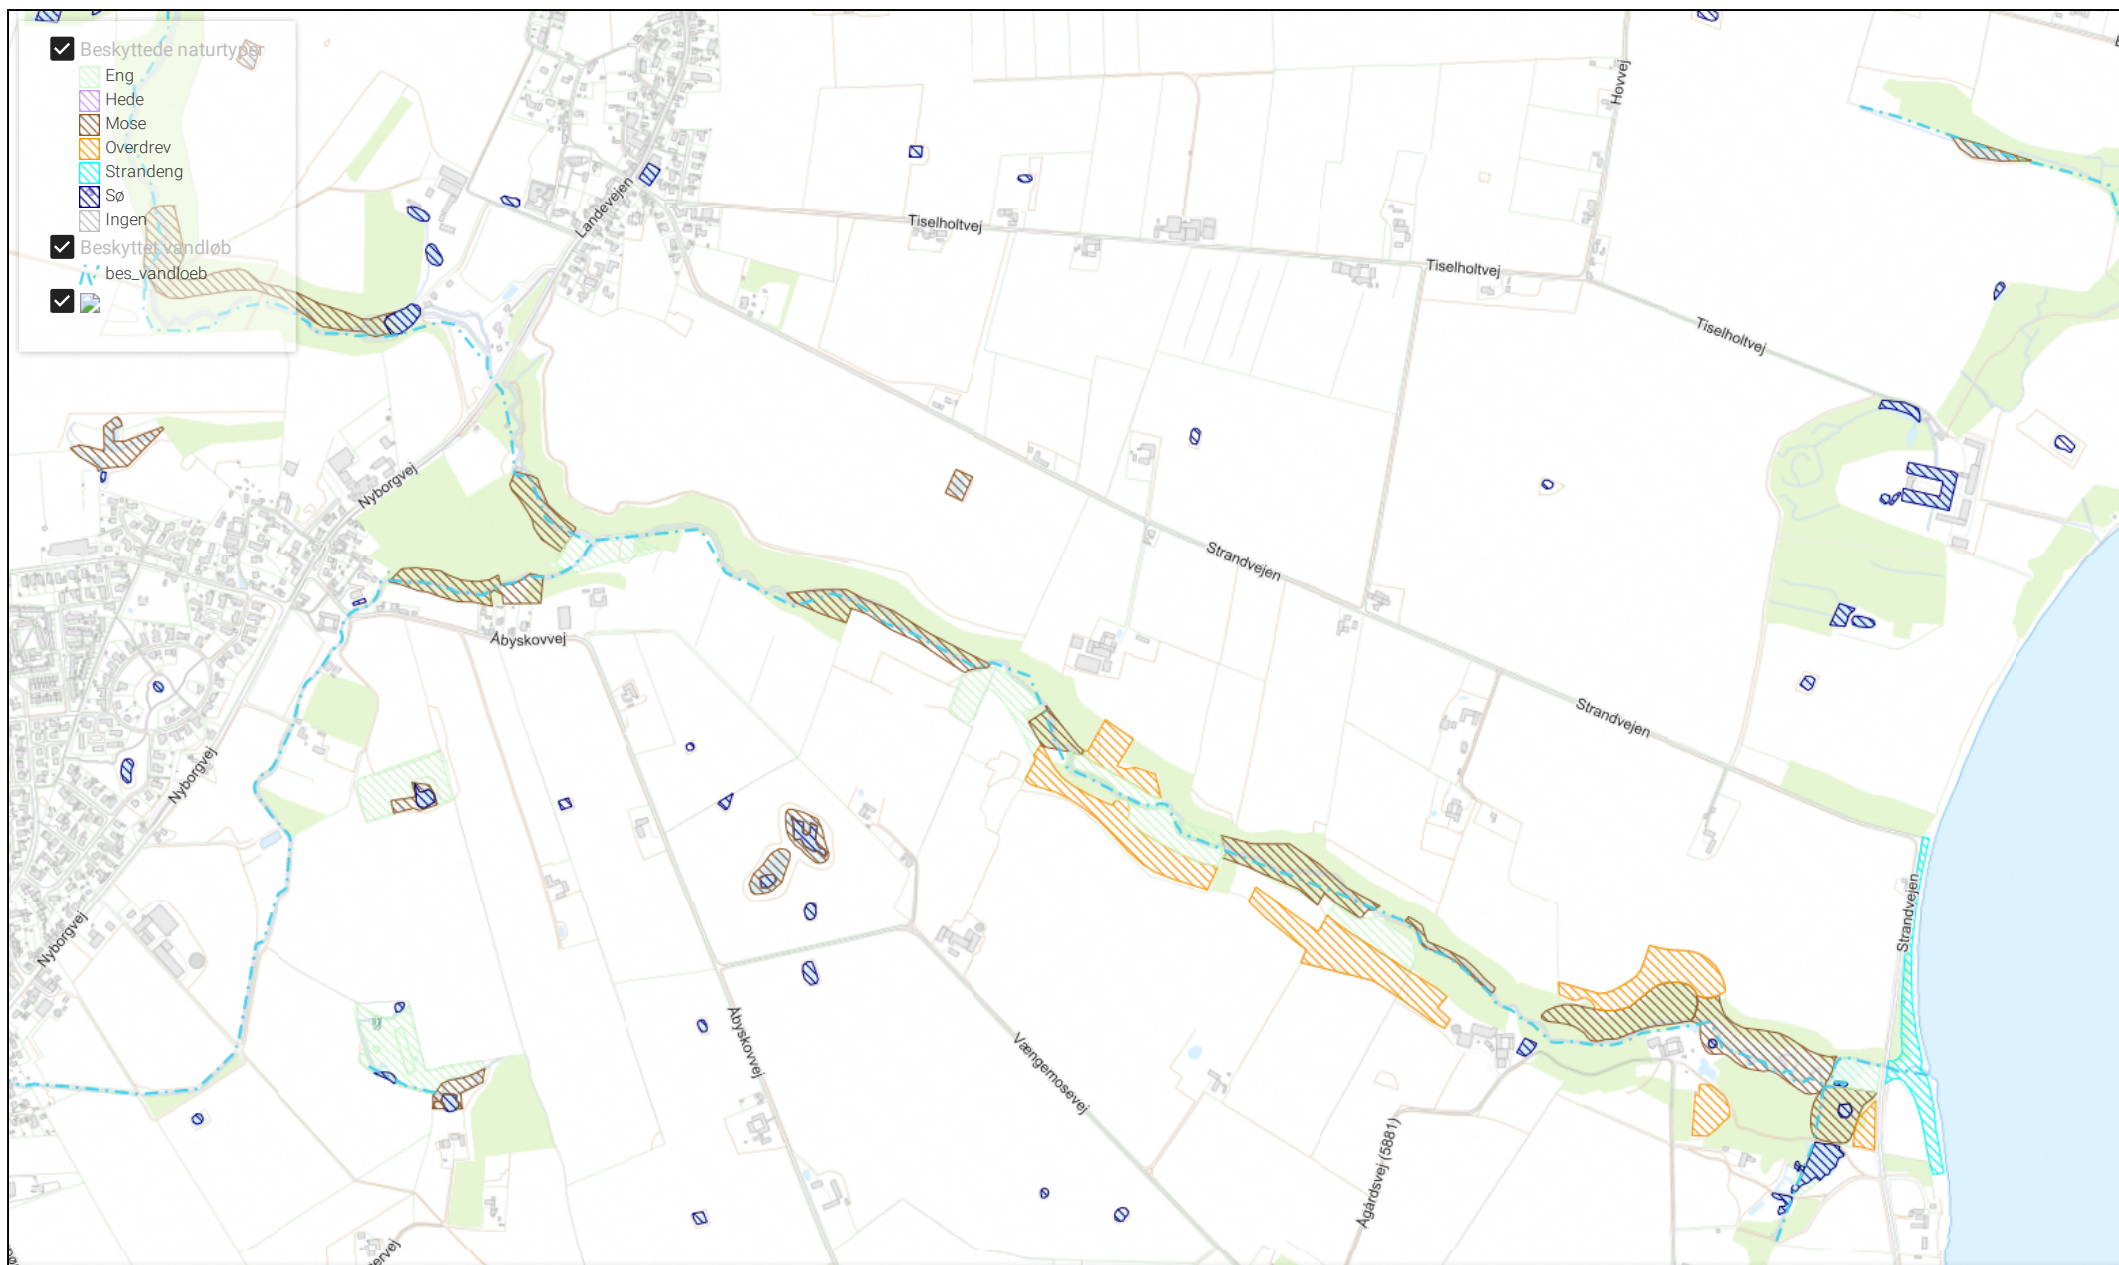 Beskyttede naturtyper
Eng
Hede
Mose
Overdrev
Strandeng
Sø
Ingen
Beskyttet vandløb
bes_vandloeb
Hovvej
Landevejen
Tiselholtvej
Tiselholtvej
Tiselholtvej
Nyborgvej
Strandvejen
Åbyskovvej
Strandvejen
Nyborgvej
Strandvejen
Nyborgvej
Åbyskovvej
Vængemosevej
Ågårdsvej (5881)